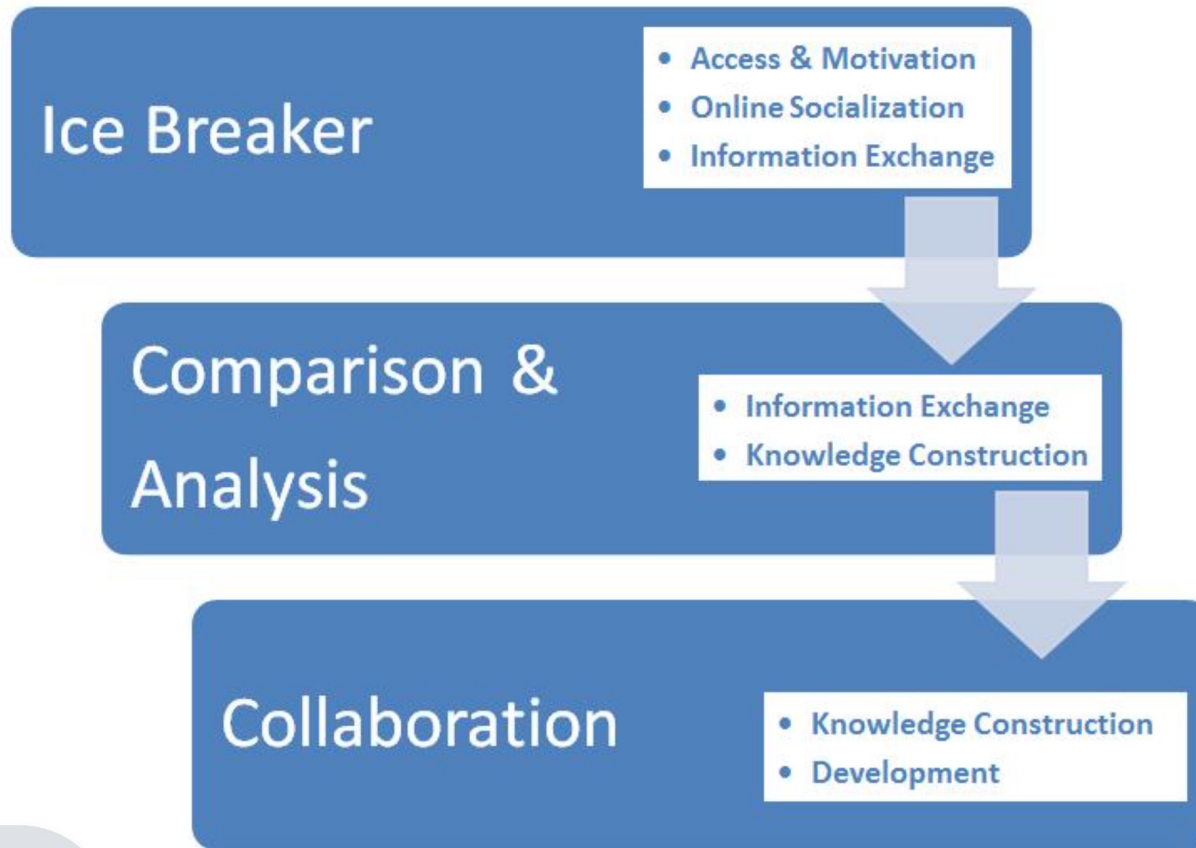 Ice Breaker
• Access & Motivation
• Online Socialization
• Information Exchange
Comparison &
Analysis
• Information Exchange
• Knowledge Construction
Collaboration
• Knowledge Construction
• Development